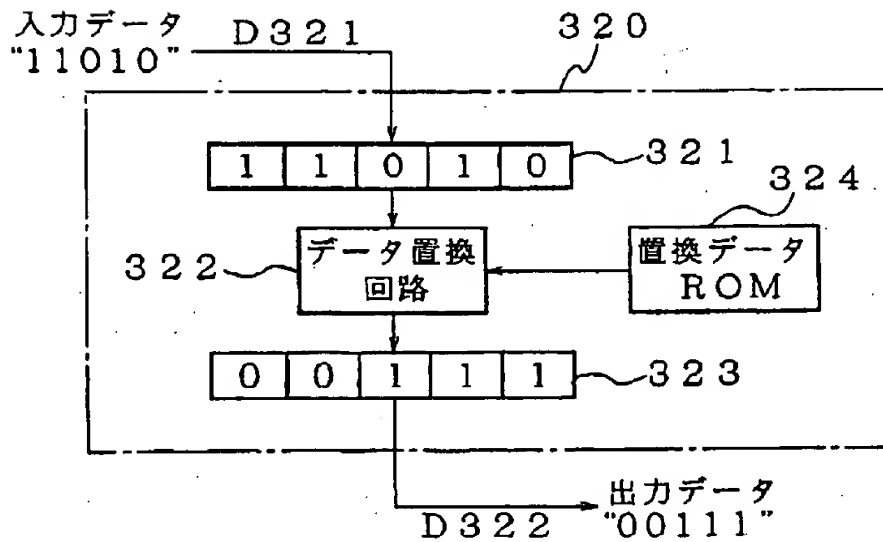 入力データ
"11010"
D321
320
1 1 0 1 0
321
324
322
データ置換
回路
置換データ
ROM
0 0 1 1 1
323
D322
出力データ
"00111"